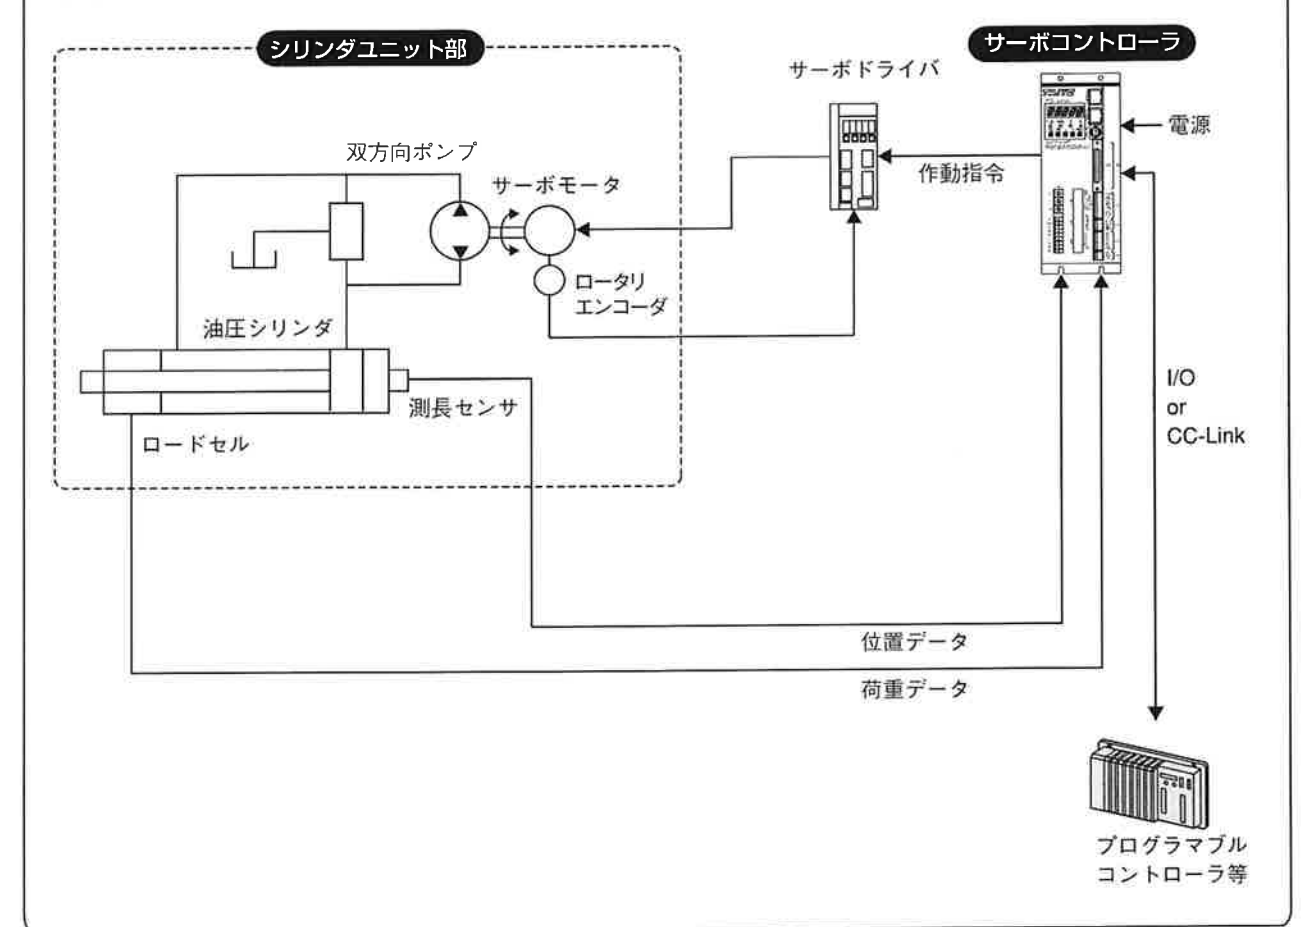 シリンダユニット部
サーボコントローラ
サーボドライバ
電源
双方向ポンプ
作動指令
サーボモータ
ロータリ
エンコーダ
油圧シリンダ
測長センサ
I/O
or
CC-Link
ロードセル
位置データ
荷重データ
プログラマブル
コントローラ等